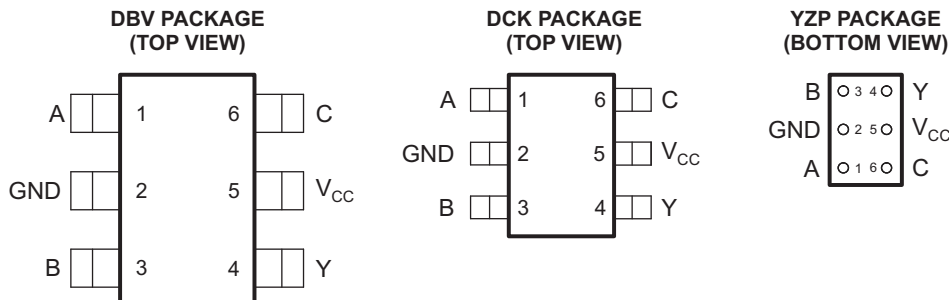 DBV PACKAGE
(TOP VIEW)
A 1 6 C
GND 2 5 VCC
B 3 4 Y
DCK PACKAGE
(TOP VIEW)
A 1 6 C
GND 2 5 VCC
B 3 4 Y
YZP PACKAGE
(BOTTOM VIEW)
B 3 4 Y
GND 2 5 VCC
A 1 6 C